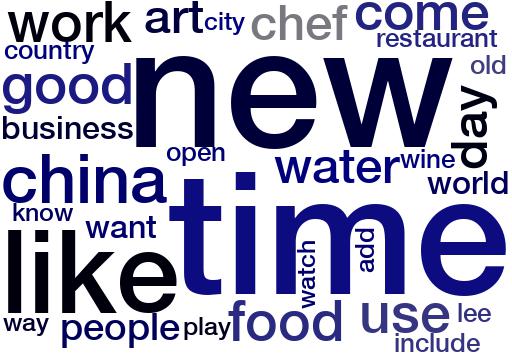 work art city chef come
country restaurant
good new old
business day
open water wine
china world
know want time
like watch add
way people play food use lee
include